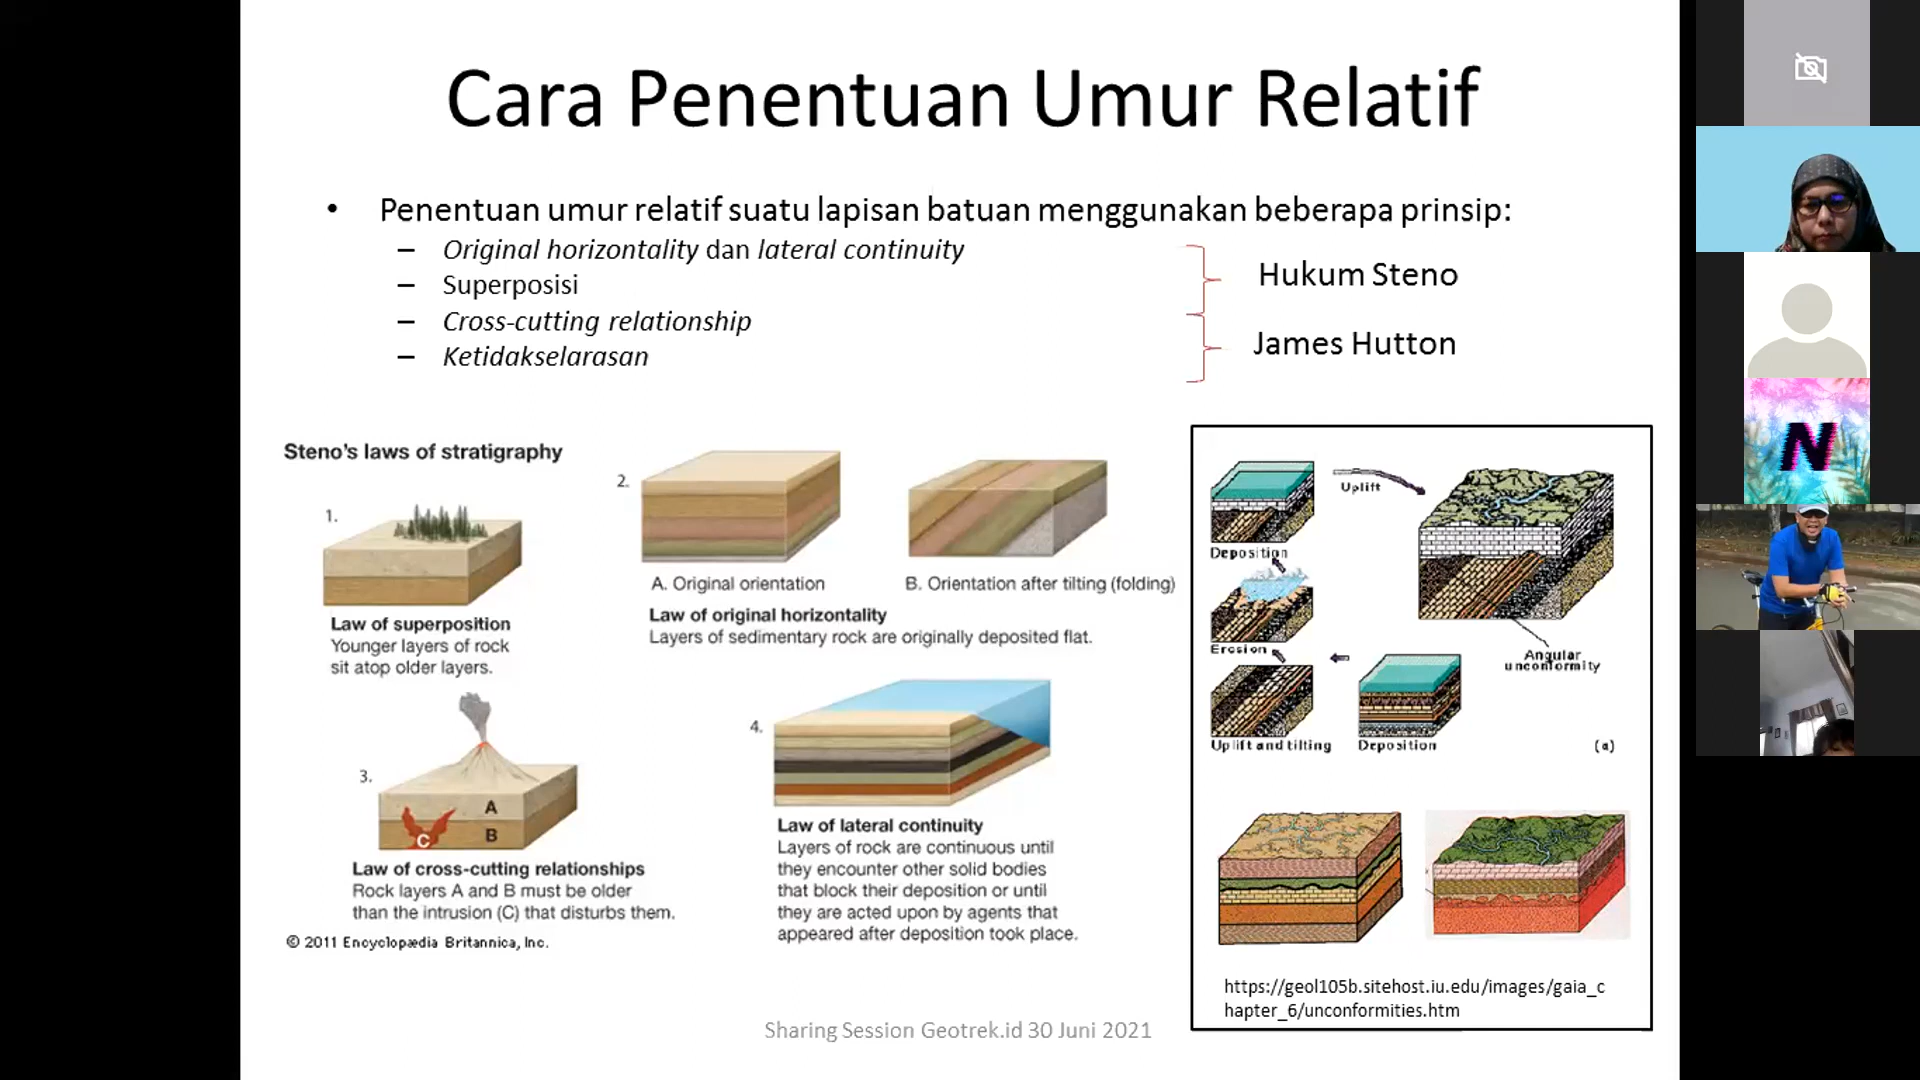 Cara Penentuan Umur Relatif
• Penentuan umur relatif suatu lapisan batuan menggunakan beberapa prinsip:
– Original horizontality dan lateral continuity
– Superposisi
– Cross-cutting relationship
– Ketidakselarasan
Hukum Steno
James Hutton
Steno's laws of stratigraphy
1.
Law of superposition
Younger layers of rock
sit atop older layers.
2.
A. Original orientation
B. Orientation after tilting (folding)
Law of original horizontality
Layers of sedimentary rock are originally deposited flat.
3.
A
B
C
Law of cross-cutting relationships
Rock layers A and B must be older
than the intrusion (C) that disturbs them.
4.
Law of lateral continuity
Layers of rock are continuous until
they encounter other solid bodies
that block their deposition or until
they are acted upon by agents that
appeared after deposition took place.
© 2011 Encyclopædia Britannica, Inc.
Uplift
Deposition
Erosion
Angular
unconformity
Uplift and tilting
Deposition
(a)
https://geol105b.sitehost.iu.edu/images/gaia_c
hapter_6/unconformities.htm
Sharing Session Geotrek.id 30 Juni 2021
N